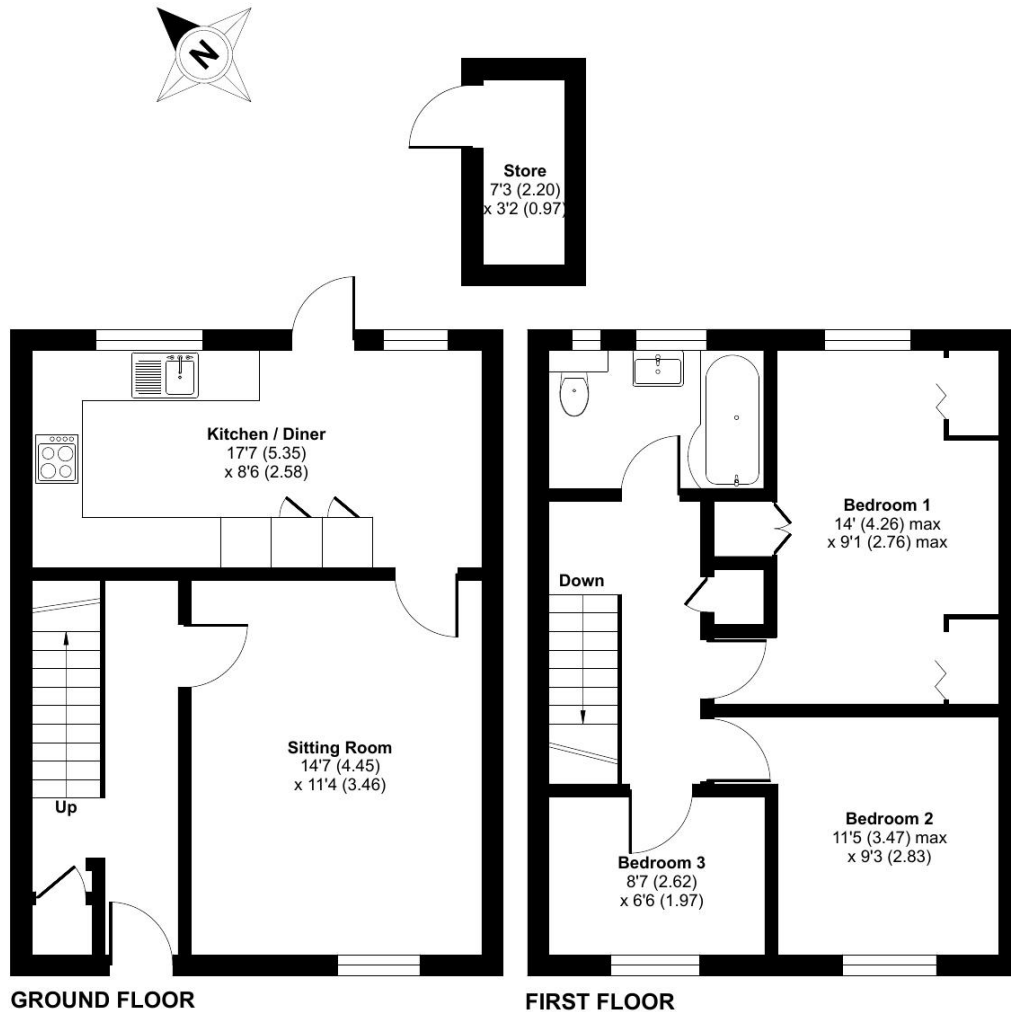 N
Store
7'3 (2.20)
x 3'2 (0.97)
Kitchen / Diner
17'7 (5.35)
x 8'6 (2.58)
Sitting Room
14'7 (4.45)
x 11'4 (3.46)
Up
GROUND FLOOR
Down
Bedroom 1
14' (4.26) max
x 9'1 (2.76) max
Bedroom 2
11'5 (3.47) max
x 9'3 (2.83)
Bedroom 3
8'7 (2.62)
x 6'6 (1.97)
FIRST FLOOR